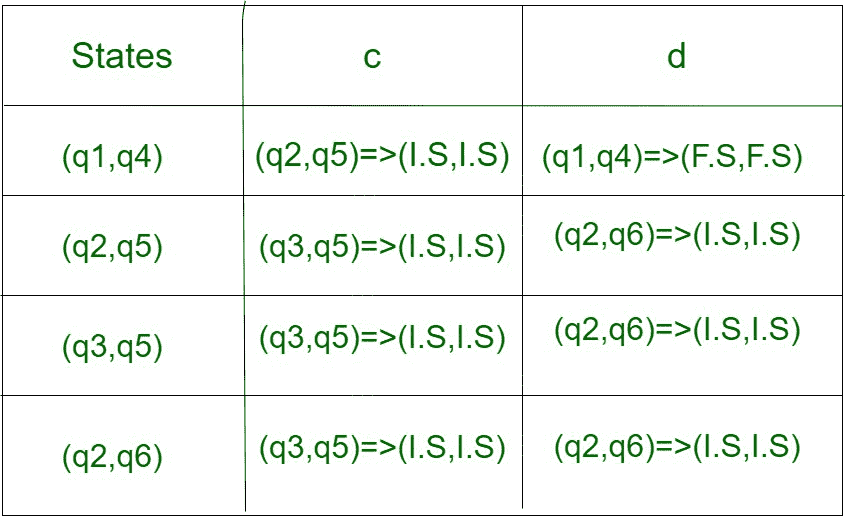 States c d
(q1,q4) (q2,q5)=>(I.S,I.S) (q1,q4)=>(F.S,F.S)
(q2,q5) (q3,q5)=>(I.S,I.S) (q2,q6)=>(I.S,I.S)
(q3,q5) (q3,q5)=>(I.S,I.S) (q2,q6)=>(I.S,I.S)
(q2,q6) (q3,q5)=>(I.S,I.S) (q2,q6)=>(I.S,I.S)